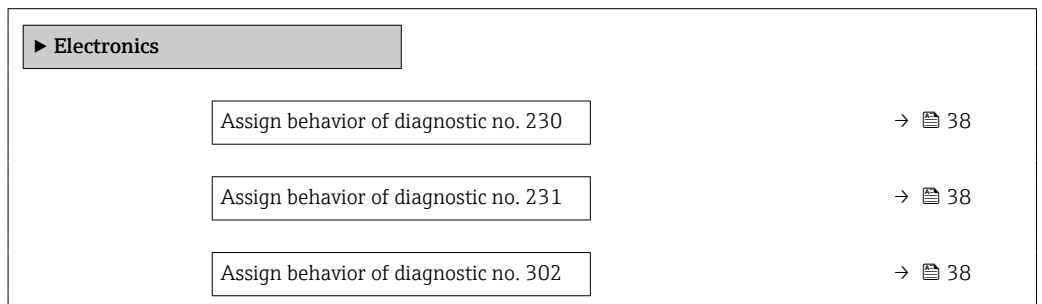 ▶ Electronics
Assign behavior of diagnostic no. 230 → 38
Assign behavior of diagnostic no. 231 → 38
Assign behavior of diagnostic no. 302 → 38